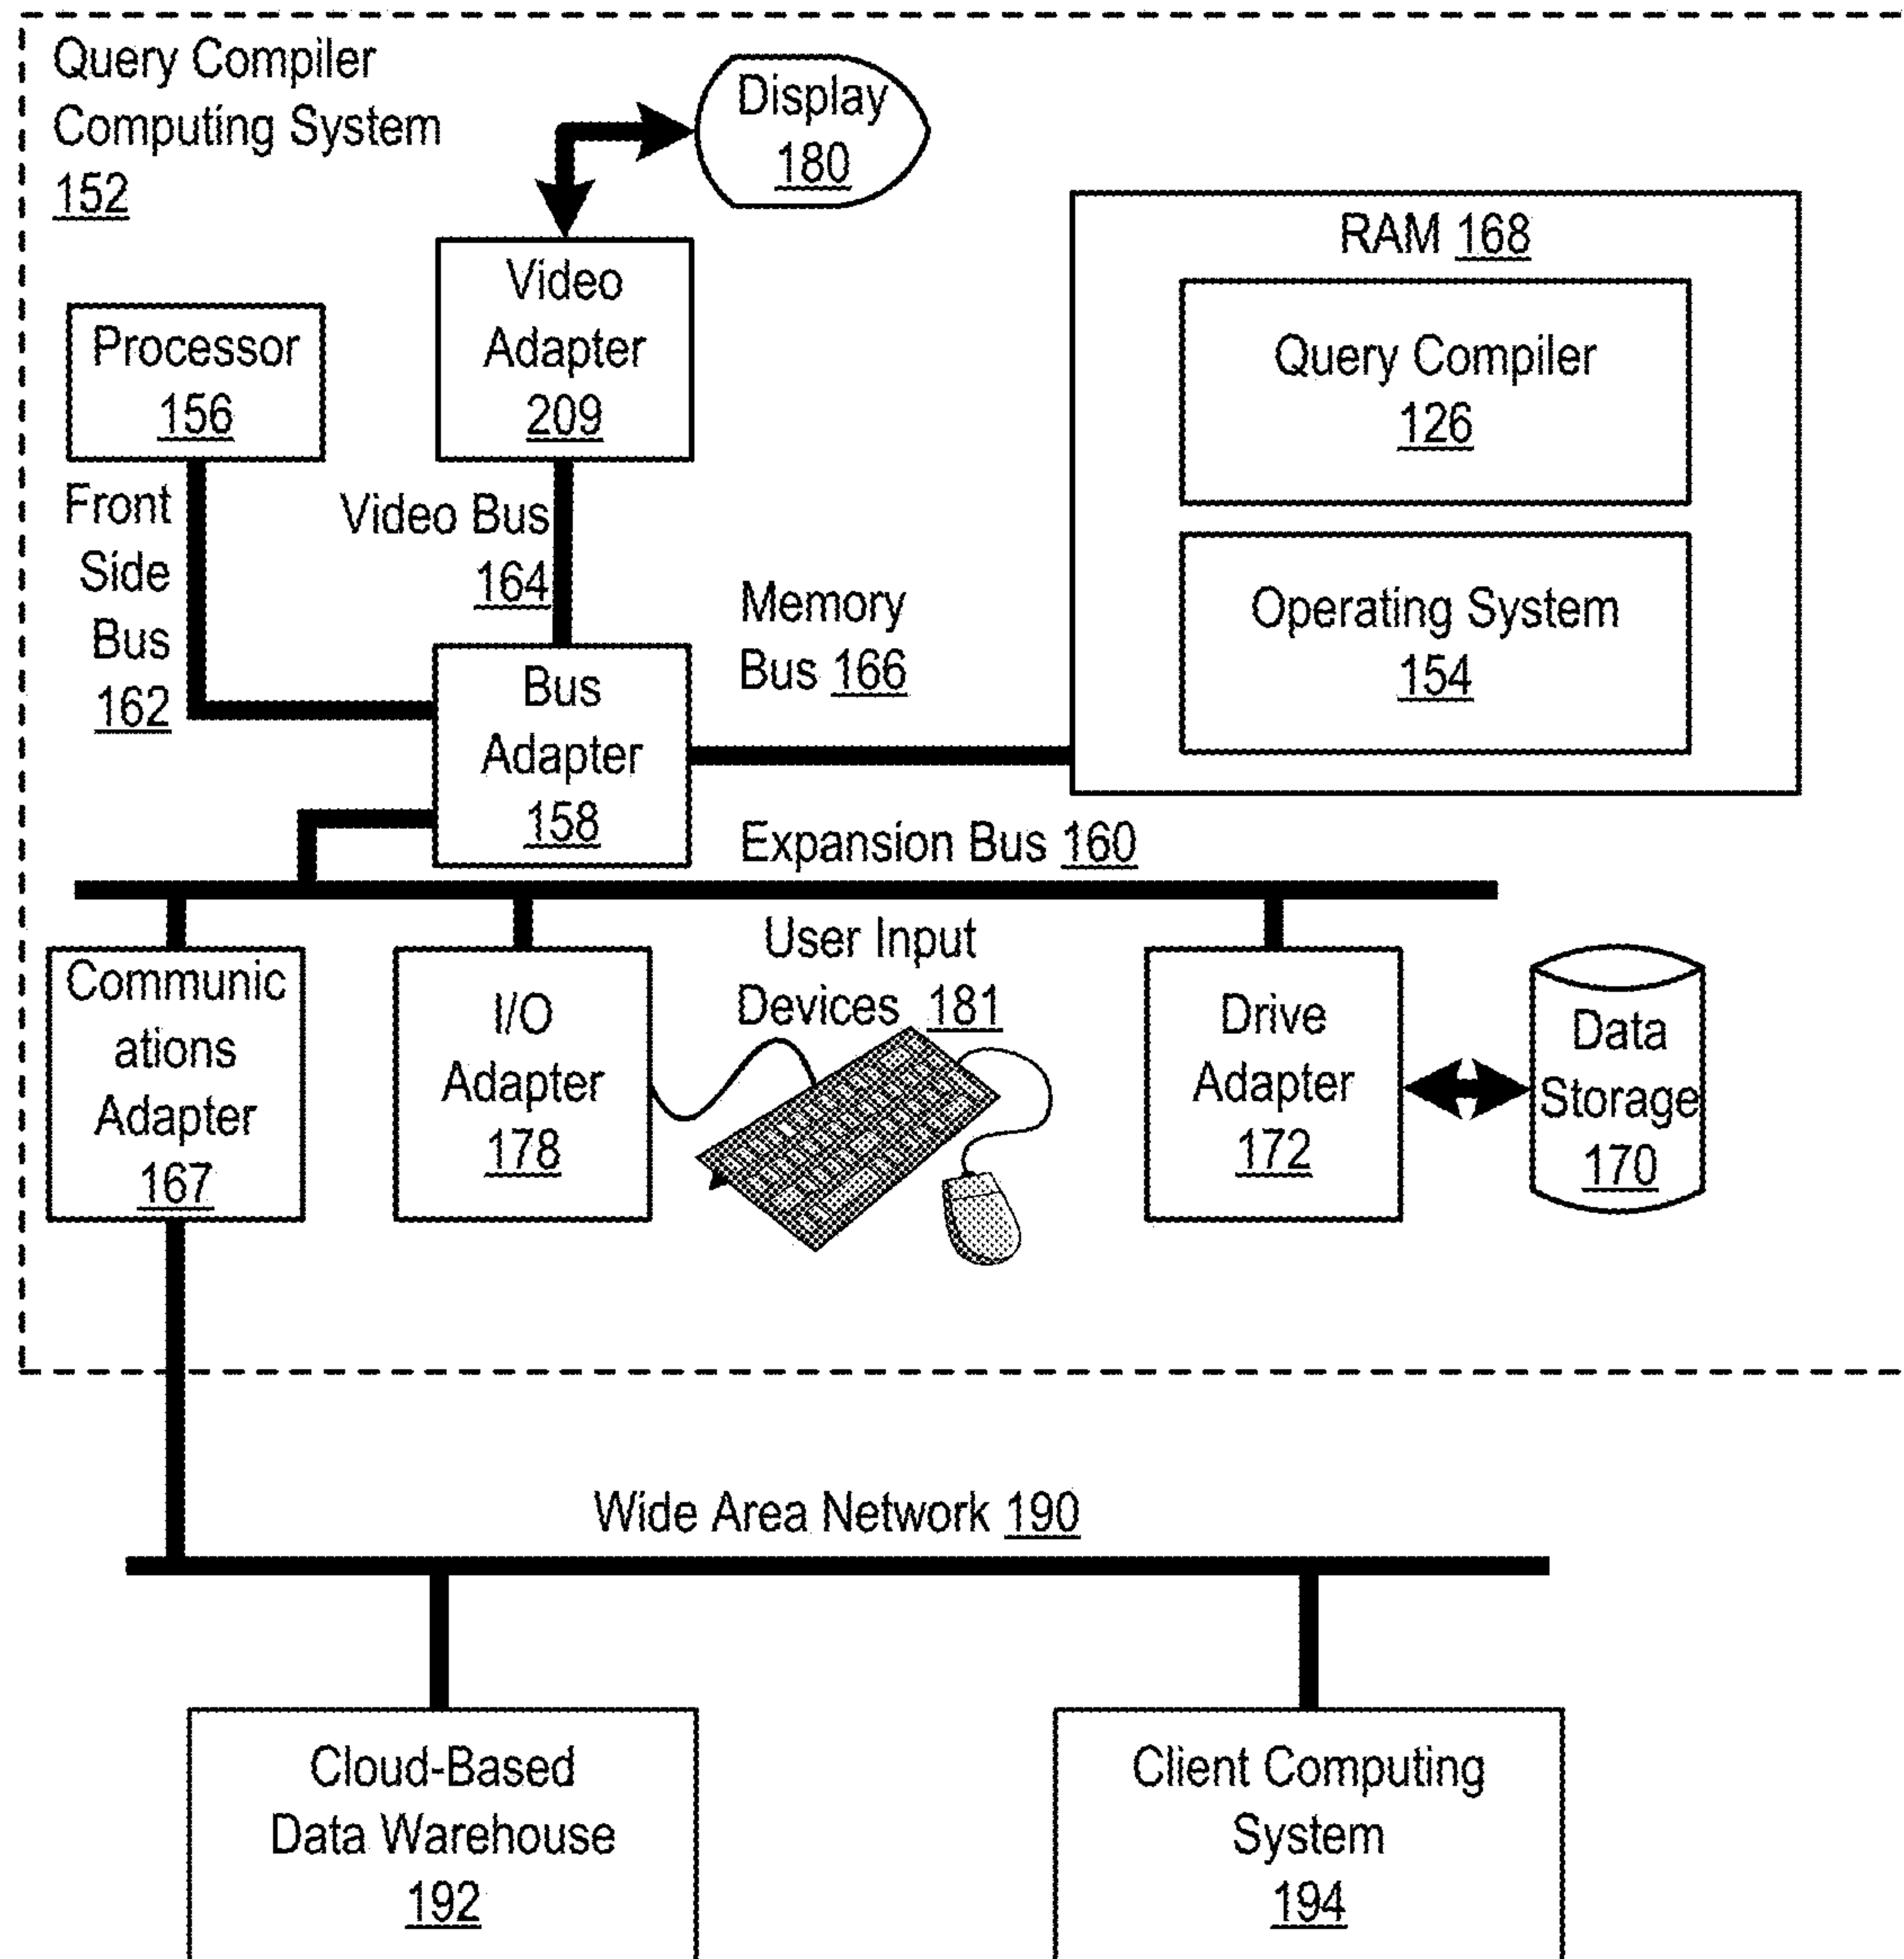 Query Compiler
Computing System
152
Display
180
Video
Adapter
209
Processor
156
RAM 168
Query Compiler
126
Operating System
154
Front
Side
Bus
162
Video Bus
164
Memory
Bus 166
Bus
Adapter
158
Expansion Bus 160
Communic
ations
Adapter
167
I/O
Adapter
178
User Input
Devices 181
Drive
Adapter
172
Data
Storage
170
Wide Area Network 190
Cloud-Based
Data Warehouse
192
Client Computing
System
194